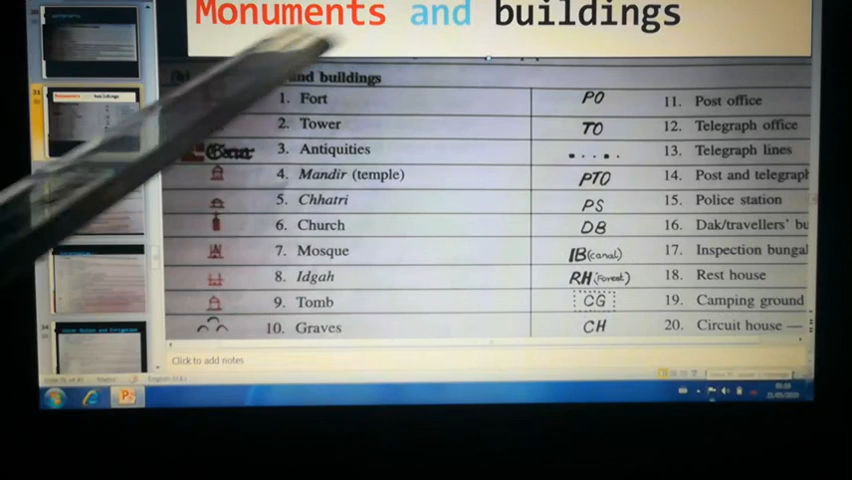 Monuments and buildings
and buildings
1. Fort PO 11. Post office
2. Tower TO 12. Telegraph office
3. Antiquities 13. Telegraph lines
4. Mandir (temple) PTO 14. Post and telegraph
5. Chhatri PS 15. Police station
6. Church DB 16. Dak/travellers' bu
7. Mosque IB (canal) 17. Inspection bungal
8. Idgah RH (Forest) 18. Rest house
9. Tomb CG 19. Camping ground
10. Graves CH 20. Circuit house —
Click to add notes